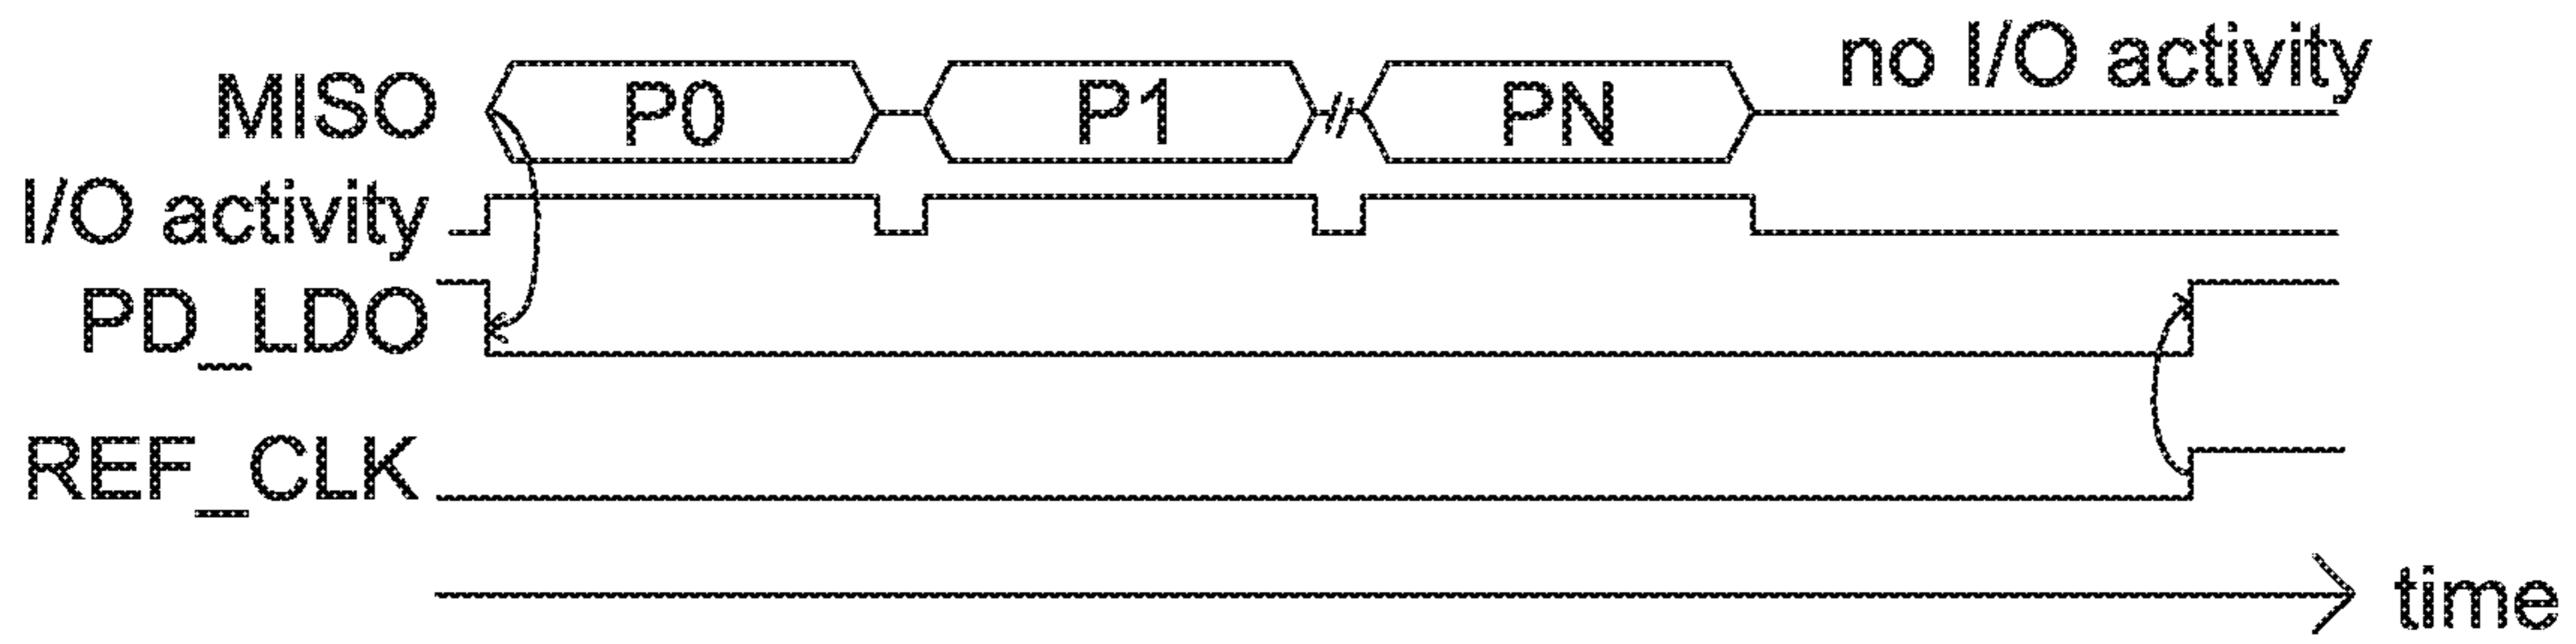 no I/O activity
MISO P0 P1 PN
I/O activity
PD_LDO
REF_CLK
time